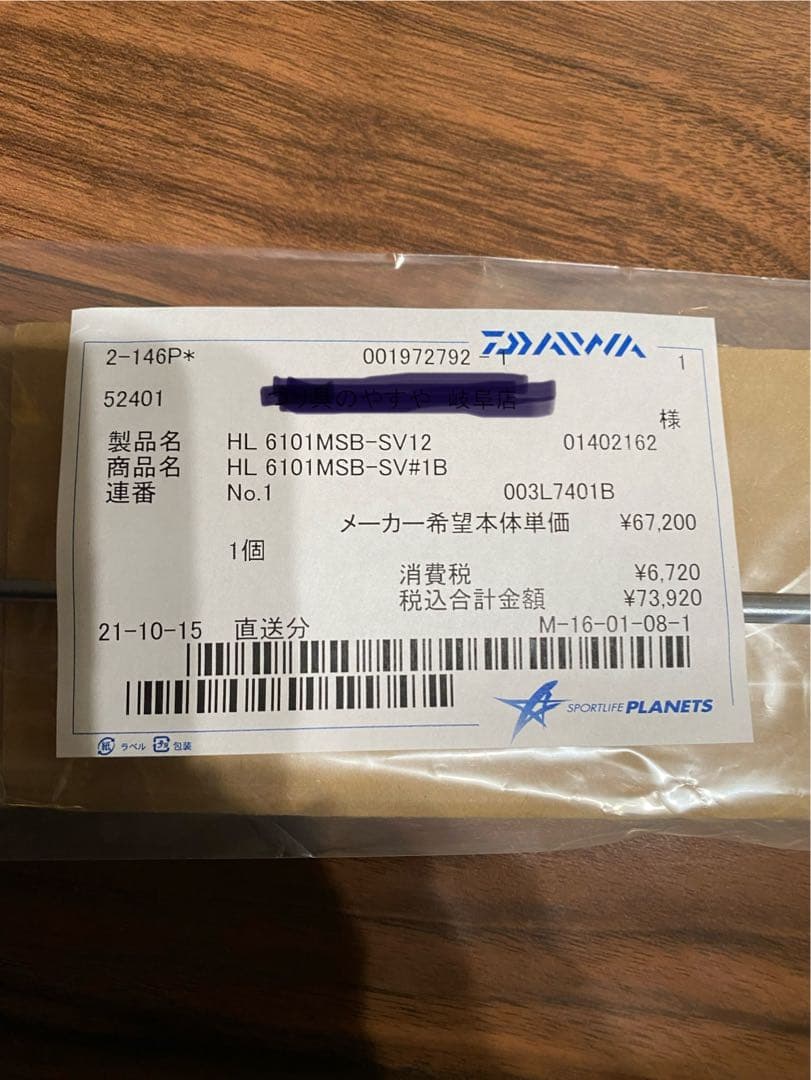 2-146P* 001972792-1 DAIWA 1
52401 具のやすや 岐阜店
様
製品名 HL 6101MSB-SV12 01402162
商品名 HL 6101MSB-SV#1B
連番 No.1 003L7401B
メーカー希望本体単価 ¥67,200
1個
消費税 ¥6,720
税込合計金額 ¥73,920
21-10-15 直送分 M-16-01-08-1
SPORTLIFE PLANETS
紙 ラベル プラ 包装